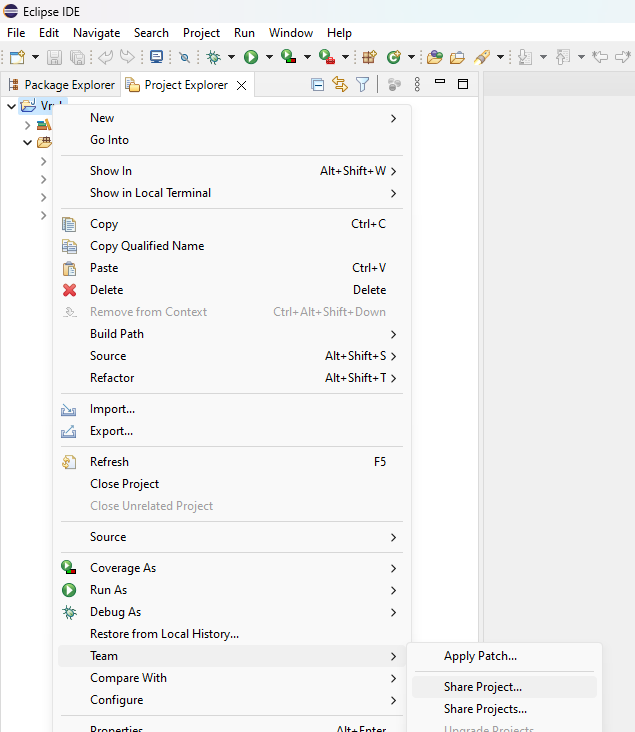 Eclipse IDE
File Edit Navigate Search Project Run Window Help
Package Explorer Project Explorer
New
Go Into
Show In Alt+Shift+W
Show in Local Terminal
Copy Ctrl+C
Copy Qualified Name
Paste Ctrl+V
Delete Delete
Remove from Context Ctrl+Alt+Shift+Down
Build Path
Source Alt+Shift+S
Refactor Alt+Shift+T
Import...
Export...
Refresh F5
Close Project
Close Unrelated Project
Source
Coverage As
Run As
Debug As
Restore from Local History...
Team
Apply Patch...
Compare With
Share Project...
Configure
Share Projects...
Properties Alt+Enter
Upgrade Projects